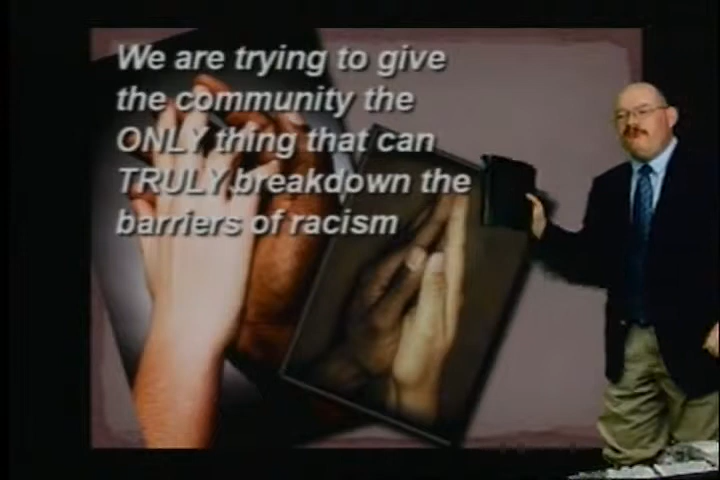 We are trying to give
the community the
ONLY thing that can
TRULY breakdown the
barriers of racism